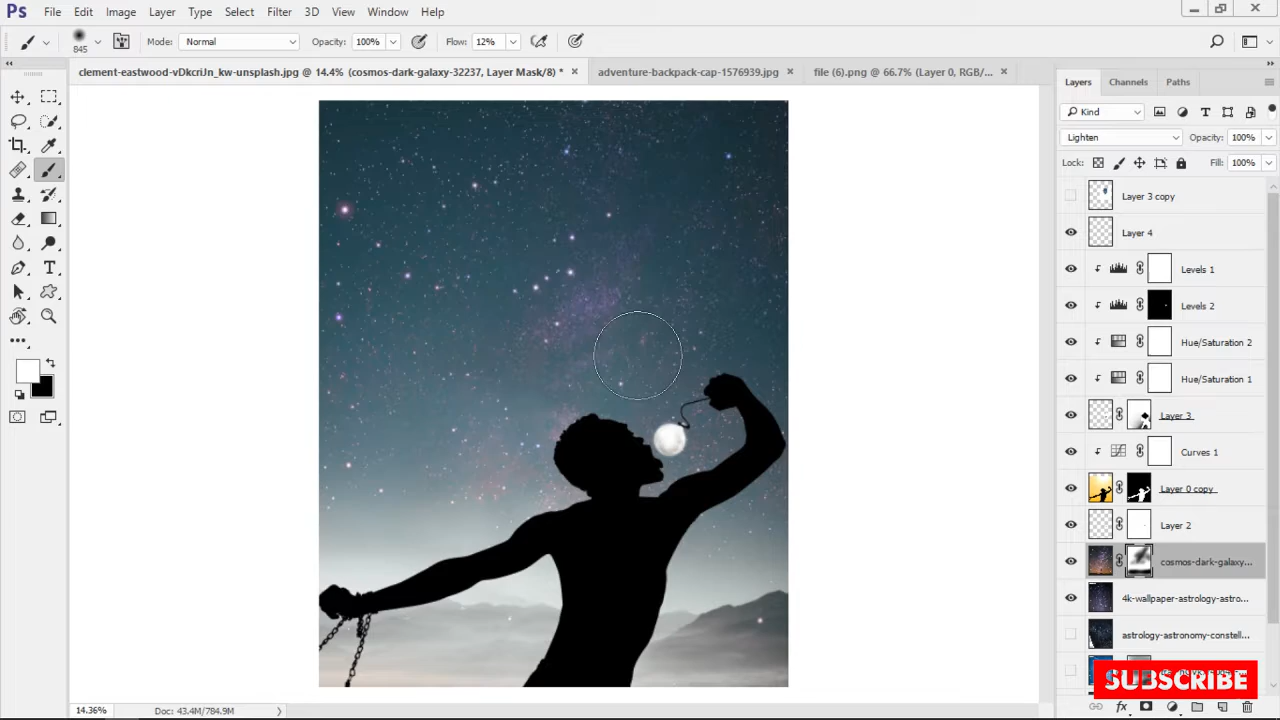 Ps File Edit Image Layer Type Select Filter 3D View Window Help
845 Mode: Normal Opacity: 100% Flow: 12%
clement-eastwood-vDkcriJn_kw-unsplash.jpg @ 14.4% (cosmos-dark-galaxy-32237, Layer Mask/8) * adventure-backpack-cap-1576939.jpg file (6).png @ 66.7% (Layer 0, RGB/...
Layers Channels Paths
Kind
Lighten Opacity: 100%
Lock: Fill: 100%
Layer 3 copy
Layer 4
Levels 1
Levels 2
Hue/Saturation 2
Hue/Saturation 1
Layer 3
Curves 1
Layer 0 copy
Layer 2
cosmos-dark-galaxy...
4k-wallpaper-astrology-astro...
astrology-astronomy-constell...
SUBSCRIBE
14.36% Doc: 43.4M/784.9M